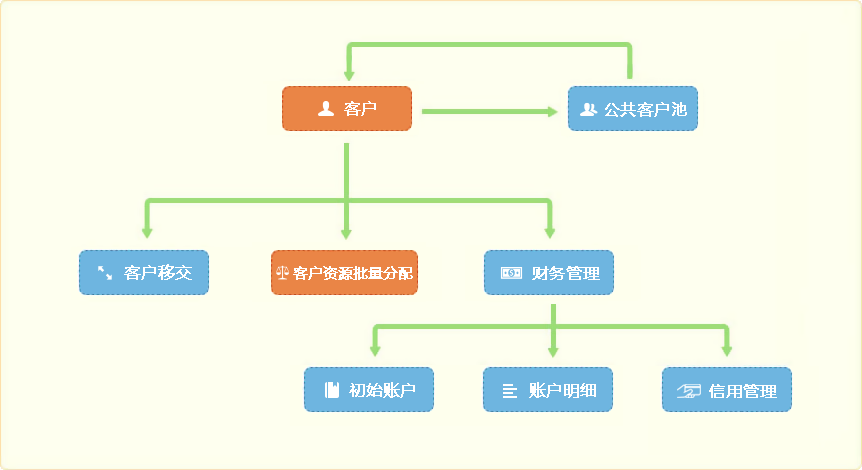 客户
公共客户池
客户移交
客户资源批量分配
财务管理
初始账户
账户明细
信用管理